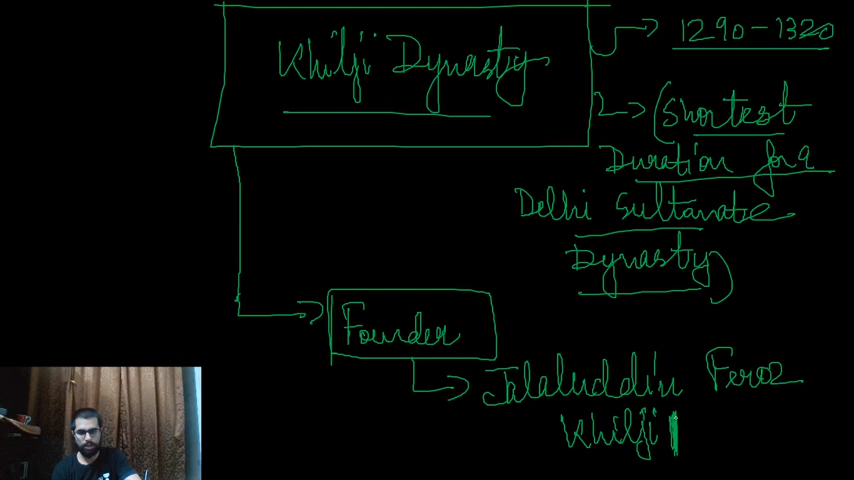 Khilji Dynasty
1290-1320
(Shortest
Duration for a
Delhi Sultanate
Dynasty)
Founder
Jalaluddin Feroz
Khilji